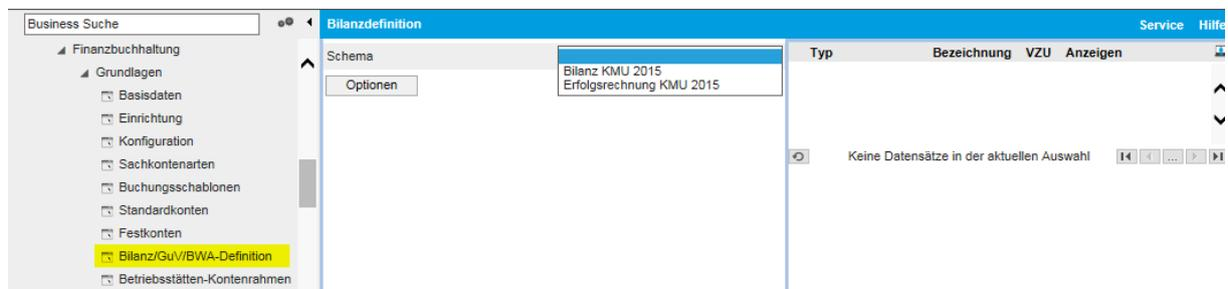 Business Suche
Finanzbuchhaltung
Grundlagen
Basisdaten
Einrichtung
Konfiguration
Sachkontenarten
Buchungsschablonen
Standardkonten
Festkonten
Bilanz/GuV/BWA-Definition
Betriebsstätten-Kontenrahmen
Bilanzdefinition
Service Hilfe
Schema
Bilanz KMU 2015
Erfolgsrechnung KMU 2015
Optionen
Typ Bezeichnung VZU Anzeigen
Keine Datensätze in der aktuellen Auswahl
...